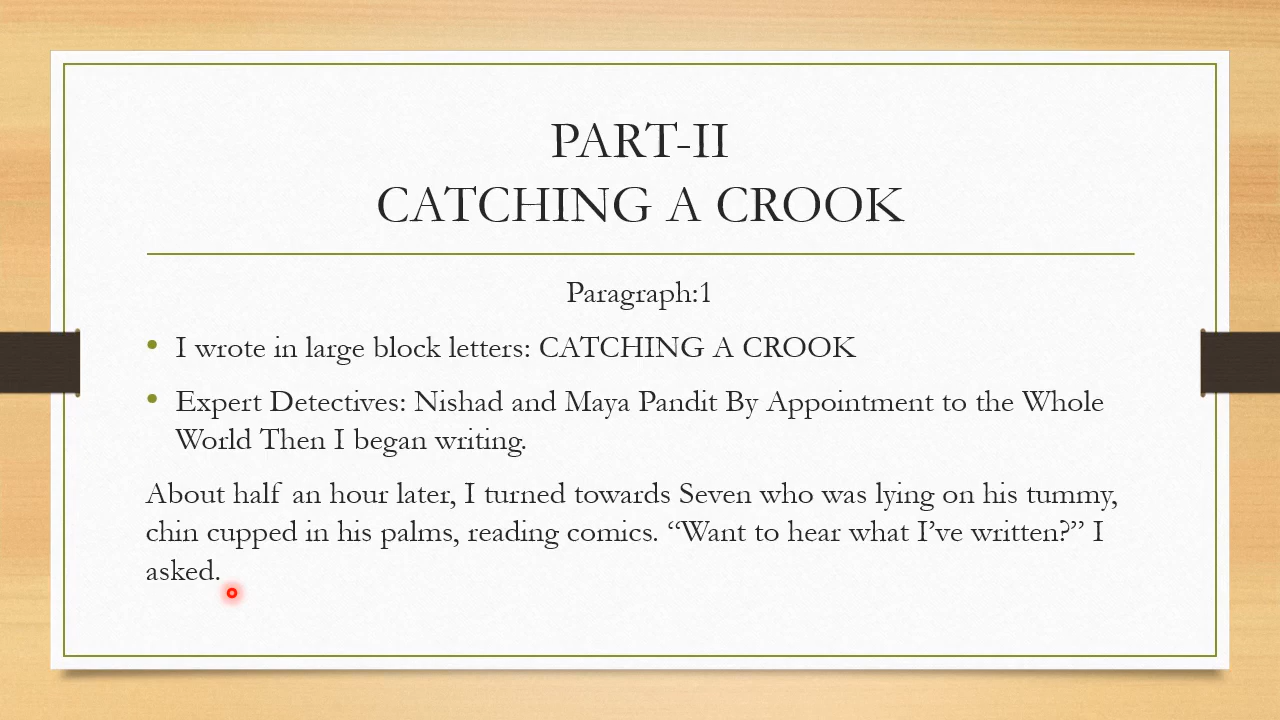 PART-II
CATCHING A CROOK
Paragraph:1
• I wrote in large block letters: CATCHING A CROOK
• Expert Detectives: Nishad and Maya Pandit By Appointment to the Whole
World Then I began writing.
About half an hour later, I turned towards Seven who was lying on his tummy,
chin cupped in his palms, reading comics. “Want to hear what I’ve written?” I
asked.